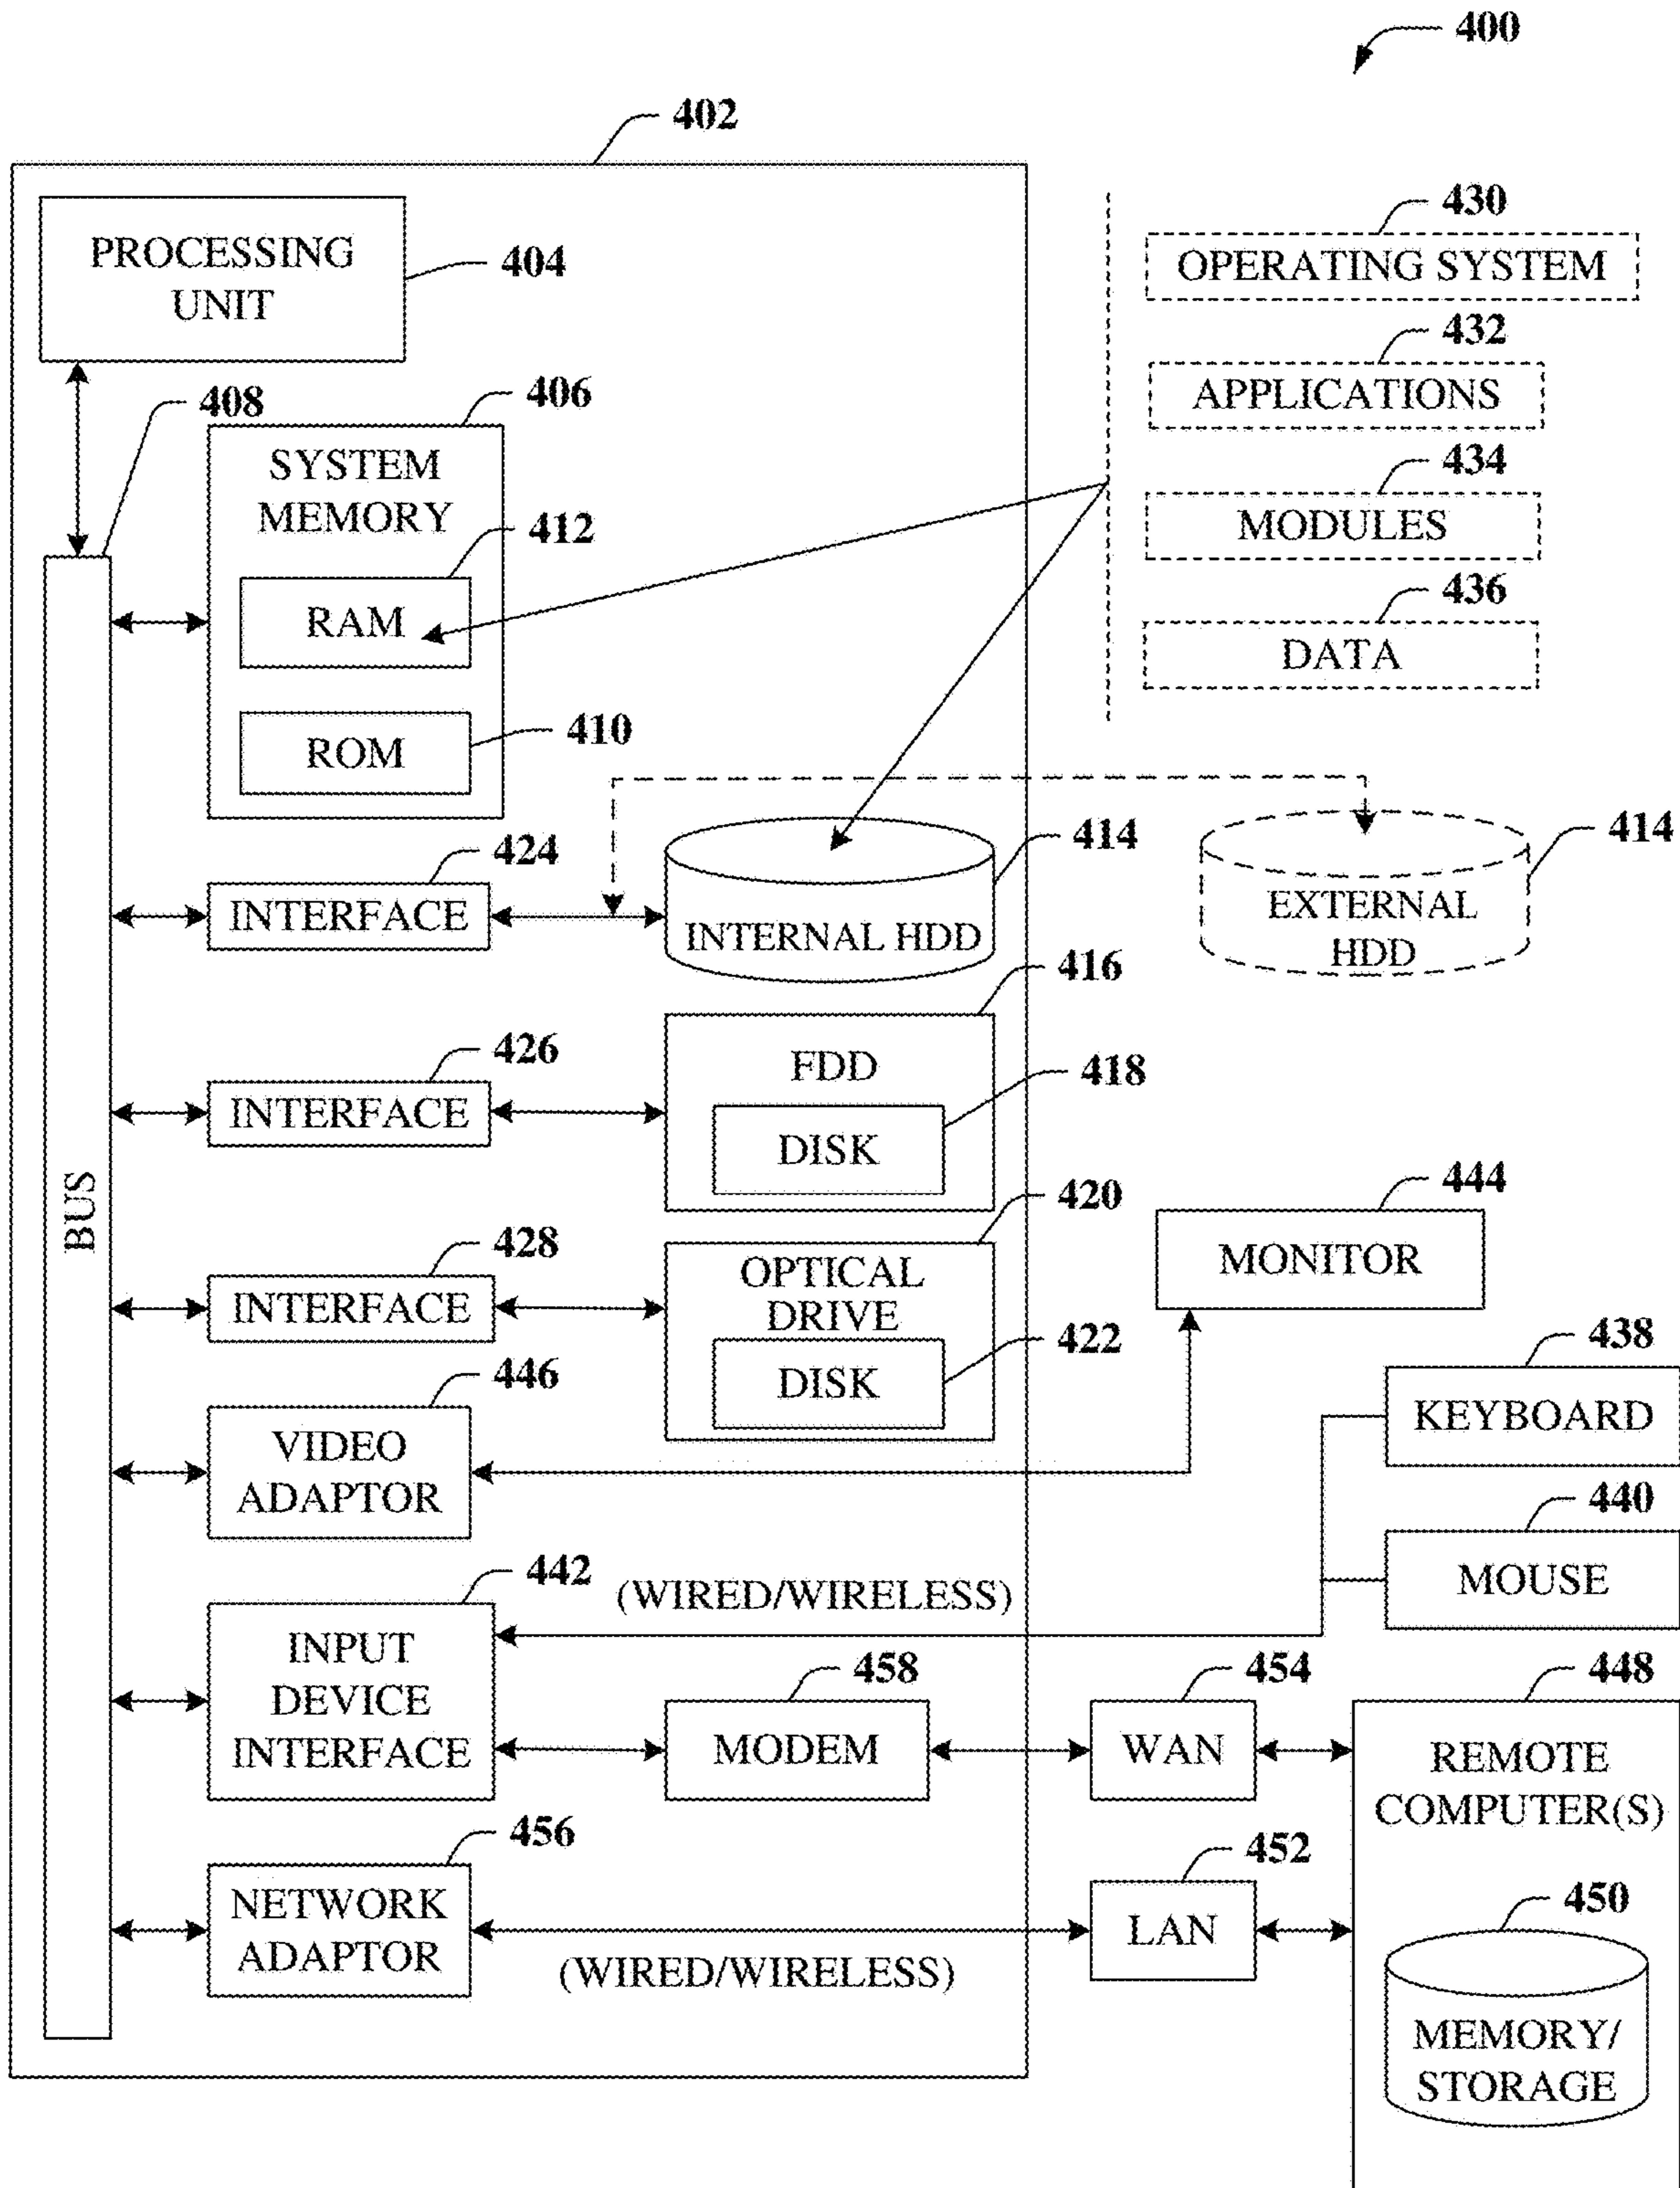 400
402
PROCESSING
UNIT
404
430
OPERATING SYSTEM
432
APPLICATIONS
434
MODULES
436
DATA
408
406
SYSTEM
MEMORY
412
RAM
410
ROM
BUS
424
INTERFACE
414
INTERNAL HDD
414
EXTERNAL
HDD
426
INTERFACE
416
FDD
418
DISK
428
INTERFACE
420
OPTICAL
DRIVE
422
DISK
444
MONITOR
446
VIDEO
ADAPTOR
438
KEYBOARD
440
MOUSE
442
(WIRED/WIRELESS)
INPUT
DEVICE
INTERFACE
458
MODEM
454
WAN
448
REMOTE
COMPUTER(S)
456
NETWORK
ADAPTOR
(WIRED/WIRELESS)
452
LAN
450
MEMORY/
STORAGE